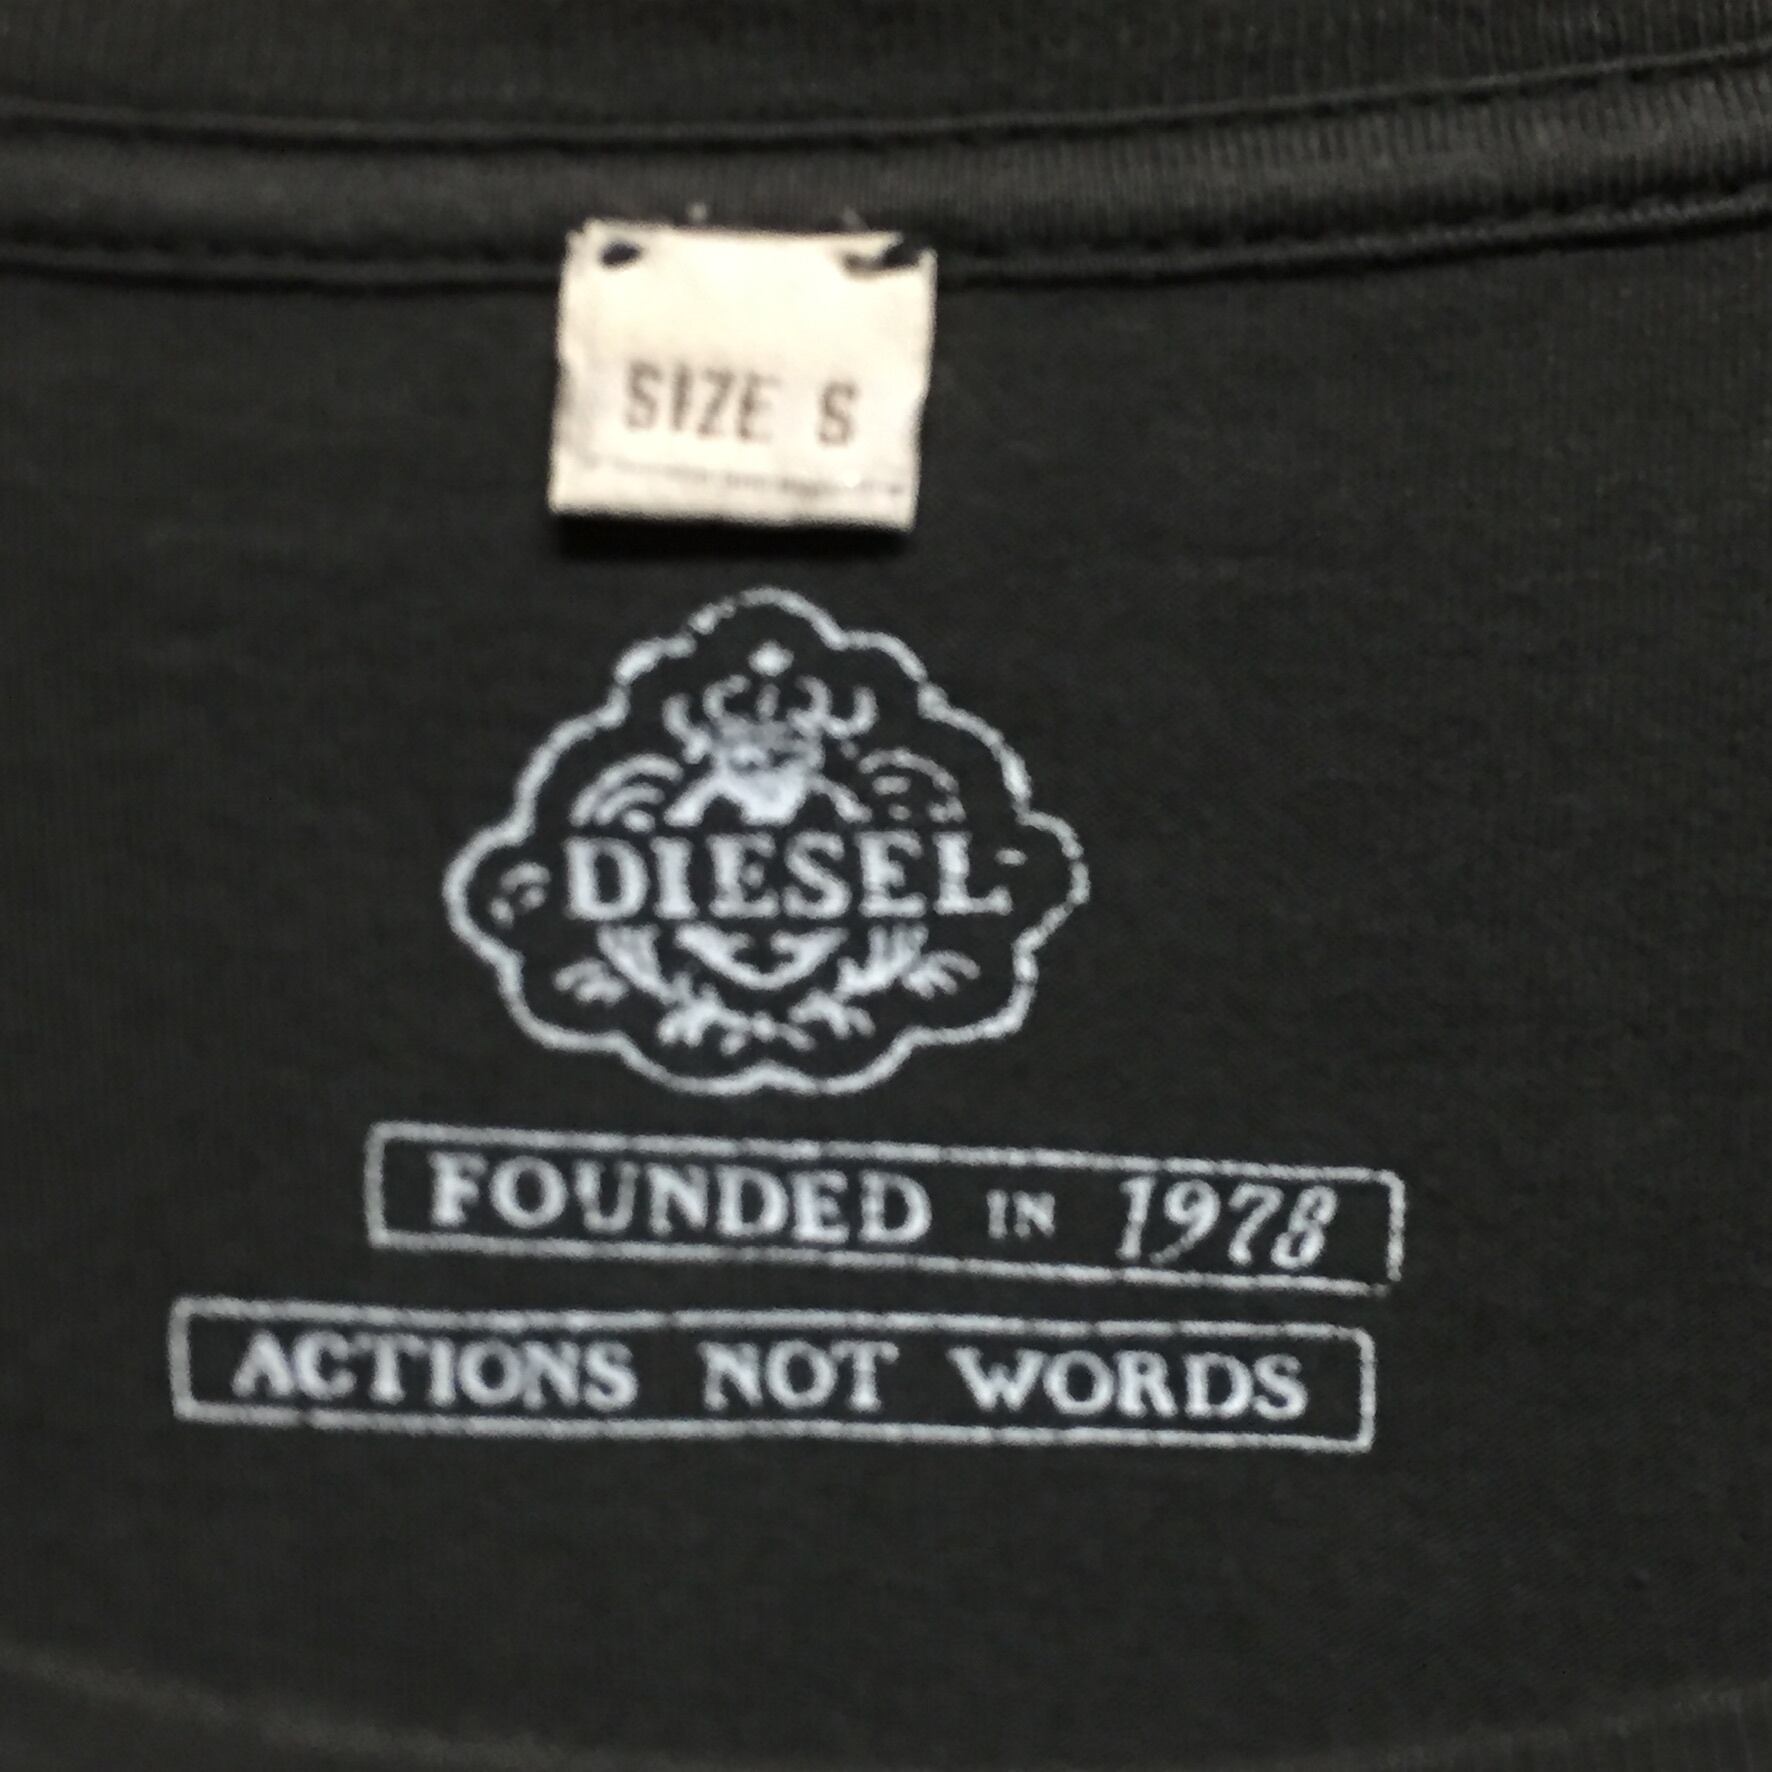 SIZE S
DIESEL
FOUNDED IN 1978
ACTIONS NOT WORDS